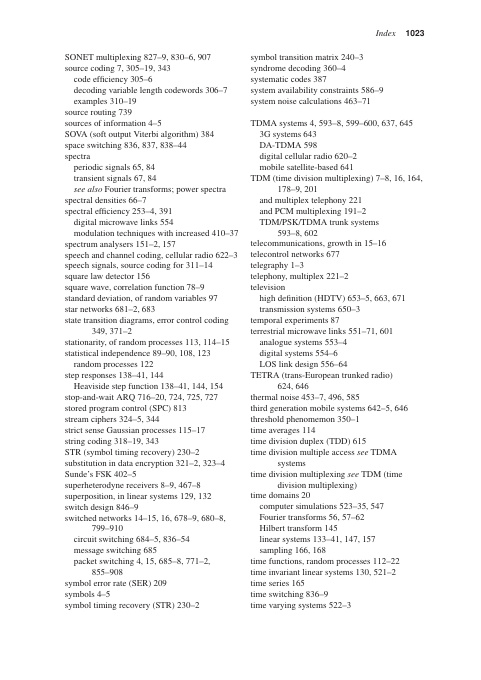 Index 1023
SONET multiplexing 827–9, 830–6, 907
source coding 7, 305–19, 343
code efficiency 305–6
decoding variable length codewords 306–7
examples 310–19
source routing 739
sources of information 4–5
SOVA (soft output Viterbi algorithm) 384
space switching 836, 837, 838–44
spectra
periodic signals 65, 84
transient signals 67, 84
see also Fourier transforms; power spectra
spectral densities 66–7
spectral efficiency 253–4, 391
digital microwave links 554
modulation techniques with increased 410–37
spectrum analysers 151–2, 157
speech and channel coding, cellular radio 622–3
speech signals, source coding for 311–14
square law detector 156
square wave, correlation function 78–9
standard deviation, of random variables 97
star networks 681–2, 683
state transition diagrams, error control coding
349, 371–2
stationarity, of random processes 113, 114–15
statistical independence 89–90, 108, 123
random processes 122
step responses 138–41, 144
Heaviside step function 138–41, 144, 154
stop-and-wait ARQ 716–20, 724, 725, 727
stored program control (SPC) 813
stream ciphers 324–5, 344
strict sense Gaussian processes 115–17
string coding 318–19, 343
STR (symbol timing recovery) 230–2
substitution in data encryption 321–2, 323–4
Sunde's FSK 402–5
superheterodyne receivers 8–9, 467–8
superposition, in linear systems 129, 132
switch design 846–9
switched networks 14–15, 16, 678–9, 680–8,
799–910
circuit switching 684–5, 836–54
message switching 685
packet switching 4, 15, 685–8, 771–2,
855–908
symbol error rate (SER) 209
symbols 4–5
symbol timing recovery (STR) 230–2
symbol transition matrix 240–3
syndrome decoding 360–4
systematic codes 387
system availability constraints 586–9
system noise calculations 463–71
TDMA systems 4, 593–8, 599–600, 637, 645
3G systems 643
DA-TDMA 598
digital cellular radio 620–2
mobile satellite-based 641
TDM (time division multiplexing) 7–8, 16, 164,
178–9, 201
and multiplex telephony 221
and PCM multiplexing 191–2
TDM/PSK/TDMA trunk systems
593–8, 602
telecommunications, growth in 15–16
telecontrol networks 677
telegraphy 1–3
telephony, multiplex 221–2
television
high definition (HDTV) 653–5, 663, 671
transmission systems 650–3
temporal experiments 87
terrestrial microwave links 551–71, 601
analogue systems 553–4
digital systems 554–6
LOS link design 556–64
TETRA (trans-European trunked radio)
624, 646
thermal noise 453–7, 496, 585
third generation mobile systems 642–5, 646
threshold phenomenon 350–1
time averages 114
time division duplex (TDD) 615
time division multiple access see TDMA
systems
time division multiplexing see TDM (time
division multiplexing)
time domains 20
computer simulations 523–35, 547
Fourier transforms 56, 57–62
Hilbert transform 145
linear systems 133–41, 147, 157
sampling 166, 168
time functions, random processes 112–22
time invariant linear systems 130, 521–2
time series 165
time switching 836–9
time varying systems 522–3